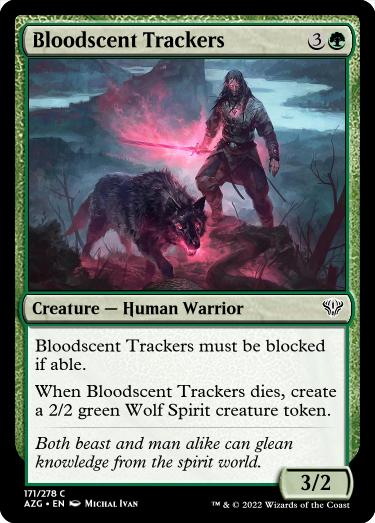 Bloodscent Trackers 3
Creature — Human Warrior
Bloodscent Trackers must be blocked
if able.
When Bloodscent Trackers dies, create
a 2/2 green Wolf Spirit creature token.
Both beast and man alike can glean
knowledge from the spirit world.
3/2
171/278 C
AZG • EN Michal Ivan
™ & © 2022 Wizards of the Coast